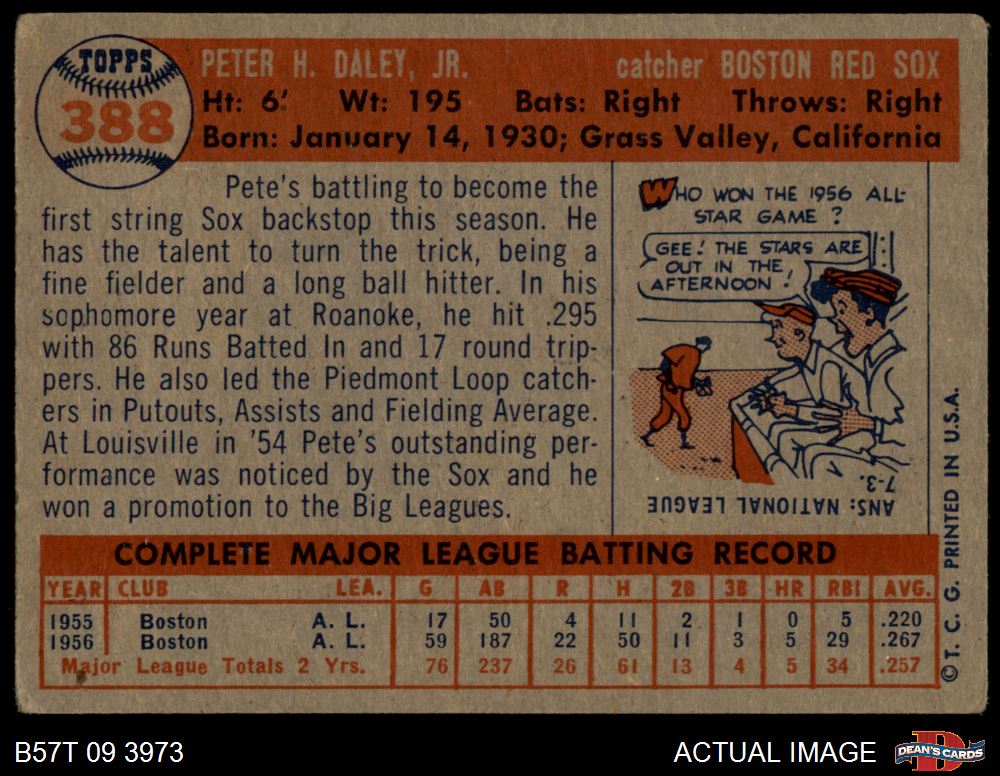 TOPPS
388
PETER H. DALEY, JR. catcher BOSTON RED SOX
Ht: 6' Wt: 195 Bats: Right Throws: Right
Born: January 14, 1930; Grass Valley, California
Pete's battling to become the
first string Sox backstop this season. He
has the talent to turn the trick, being a
fine fielder and a long ball hitter. In his
sophomore year at Roanoke, he hit .295
with 86 Runs Batted In and 17 round trip-
pers. He also led the Piedmont Loop catch-
ers in Putouts, Assists and Fielding Average.
At Louisville in '54 Pete's outstanding per-
formance was noticed by the Sox and he
won a promotion to the Big Leagues.
WHO WON THE 1956 ALL-
STAR GAME ?
GEE! THE STARS ARE
OUT IN THE
AFTERNOON!
ANS: NATIONAL LEAGUE
7-3.
© T. C. G. PRINTED IN U.S.A.
COMPLETE MAJOR LEAGUE BATTING RECORD
YEAR CLUB LEA. G AB R H 2B 3B HR RBI AVG.
1955 Boston A. L. 17 50 4 11 2 1 0 5 .220
1956 Boston A. L. 59 187 22 50 11 3 5 29 .267
Major League Totals 2 Yrs. 76 237 26 61 13 4 5 34 .257
B57T 09 3973
ACTUAL IMAGE
D
DEAN'S CARDS